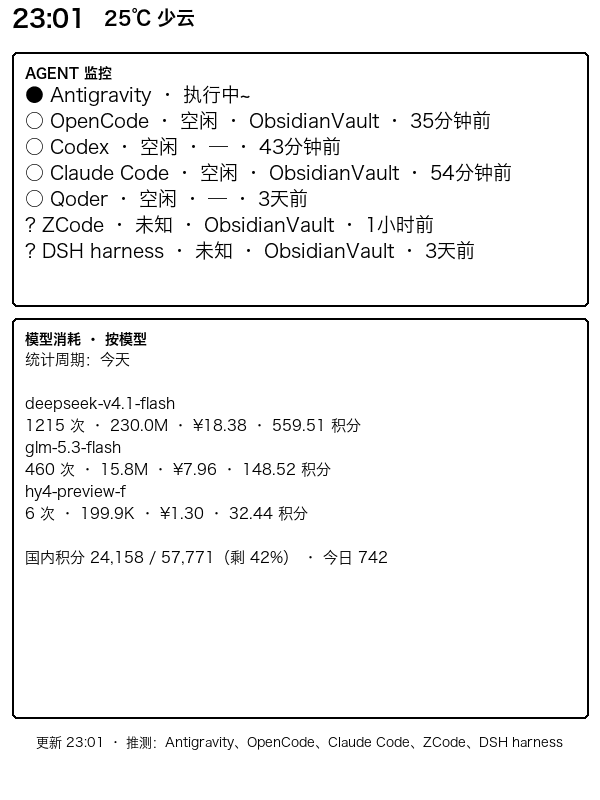 23:01 25℃ 少云
AGENT 监控
● Antigravity · 执行中~
○ OpenCode · 空闲 · ObsidianVault · 35分钟前
○ Codex · 空闲 · — · 43分钟前
○ Claude Code · 空闲 · ObsidianVault · 54分钟前
○ Qoder · 空闲 · — · 3天前
? ZCode · 未知 · ObsidianVault · 1小时前
? DSH harness · 未知 · ObsidianVault · 3天前
模型消耗 · 按模型
统计周期：今天
deepseek-v4.1-flash
1215 次 · 230.0M · ¥18.38 · 559.51 积分
glm-5.3-flash
460 次 · 15.8M · ¥7.96 · 148.52 积分
hy4-preview-f
6 次 · 199.9K · ¥1.30 · 32.44 积分
国内积分 24,158 / 57,771（剩 42%） · 今日 742
更新 23:01 · 推测：Antigravity、OpenCode、Claude Code、ZCode、DSH harness